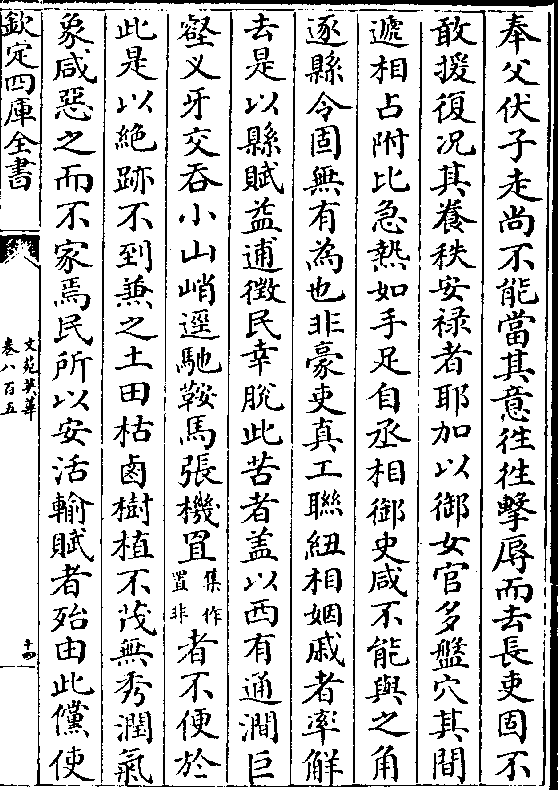 奉父伏子走尚不能當其意徃徃擊辱而去長吏固不
敢援復况其養秩安禄者耶加以御女官多盤穴其間
遞相占附比急熱如手足自丞相御史咸不能與之角
逐縣令固無有為也非豪吏真工聯紐相姻戚者率解
去是以縣賦益逋徴民幸脫此苦者盖以西有通澗巨
壑叉牙交吞小山峭逕馳鞍馬張機罝集作置非者不便於
此是以絶跡不到兼之土田枯鹵樹植不茂無秀潤氣
象咸惡之而不家焉民所以安活輸賦者殆由此儻使
欽定四庫全書
文苑英華
卷八百五
十四